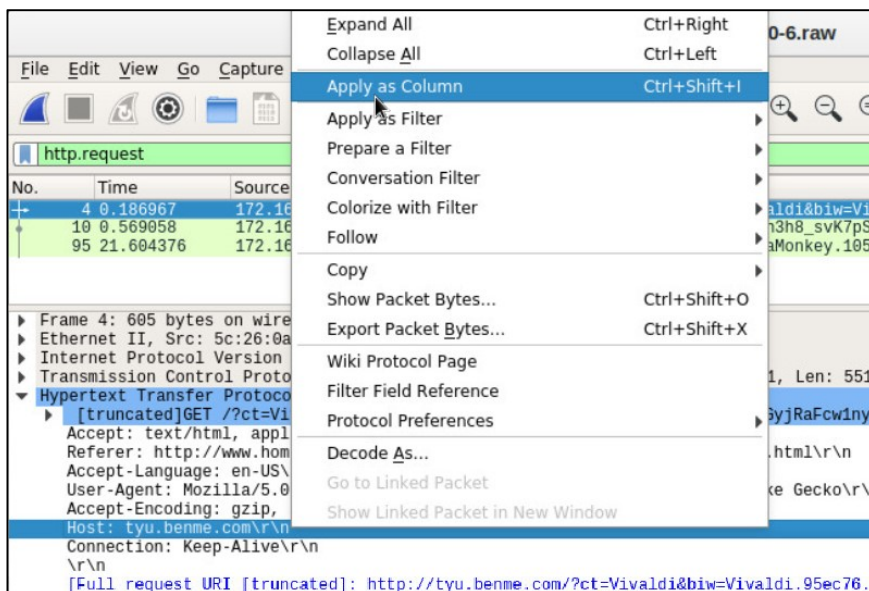 Expand All Ctrl+Right
0-6.raw
Collapse All Ctrl+Left
File Edit View Go Capture
Apply as Column Ctrl+Shift+I
Apply as Filter
http.request
Prepare a Filter
Conversation Filter
No. Time Source
Colorize with Filter
4 0.186967 172.16 aldi&biw=Vi
10 0.569058 172.16 n3h8_svK7pS
95 21.604376 172.16 aMonkey.105
Follow
Copy
Show Packet Bytes... Ctrl+Shift+O
Export Packet Bytes... Ctrl+Shift+X
Wiki Protocol Page
Filter Field Reference
Protocol Preferences
Decode As...
Go to Linked Packet
Show Linked Packet in New Window
Frame 4: 605 bytes on wire
Ethernet II, Src: 5c:26:0a
Internet Protocol Version
Transmission Control Proto 1, Len: 551
Hypertext Transfer Protoco
[truncated]GET /?ct=Vi GyjRaFcw1ny
Accept: text/html, appl
Referer: http://www.hom .html\r\n
Accept-Language: en-US\
User-Agent: Mozilla/5.0 ke Gecko\r\
Accept-Encoding: gzip,
Host: tyu.benme.com\r\n
Connection: Keep-Alive\r\n
\r\n
[Full request URI [truncated]: http://tyu.benme.com/?ct=Vivaldi&biw=Vivaldi.95ec76.